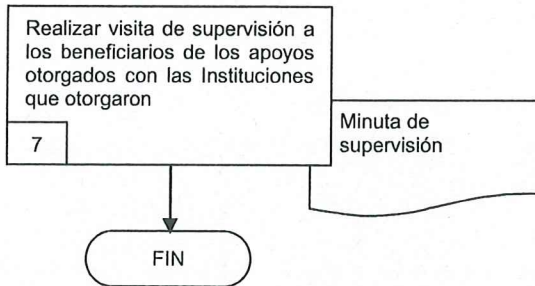 Realizar visita de supervisión a
los beneficiarios de los apoyos
otorgados con las Instituciones
que otorgaron
7
Minuta de
supervisión
FIN